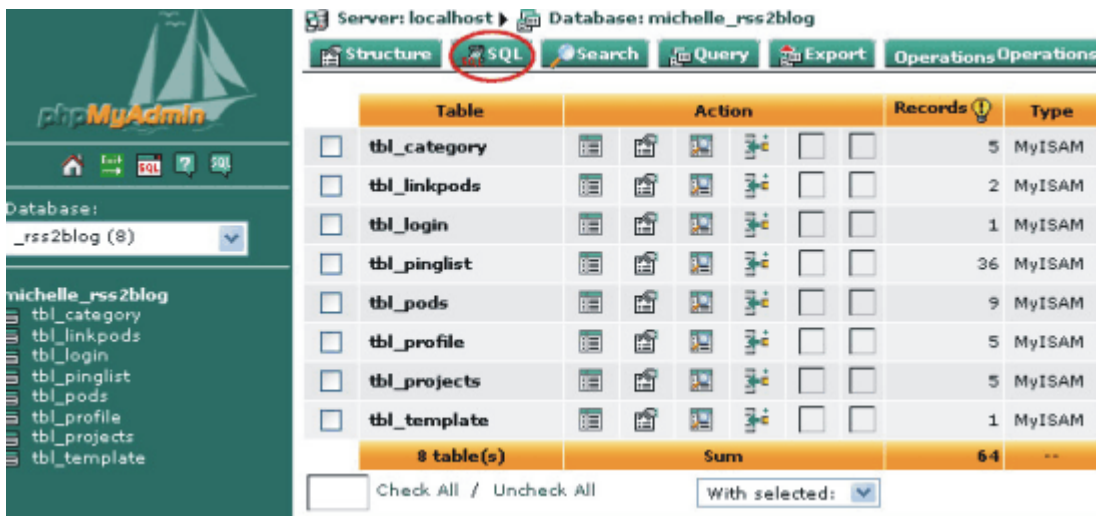 Server: localhost Database: michelle_rss2blog
Structure SQL Search Query Export Operations Operations
phpMyAdmin
SQL SQL
Database:
_rss2blog (8)
michelle_rss2blog
tbl_category
tbl_linkpods
tbl_login
tbl_pinglist
tbl_pods
tbl_profile
tbl_projects
tbl_template
Table Action Records Type
tbl_category 5 MyISAM
tbl_linkpods 2 MyISAM
tbl_login 1 MyISAM
tbl_pinglist 36 MyISAM
tbl_pods 9 MyISAM
tbl_profile 5 MyISAM
tbl_projects 5 MyISAM
tbl_template 1 MyISAM
8 table(s) Sum 64 --
Check All / Uncheck All With selected: